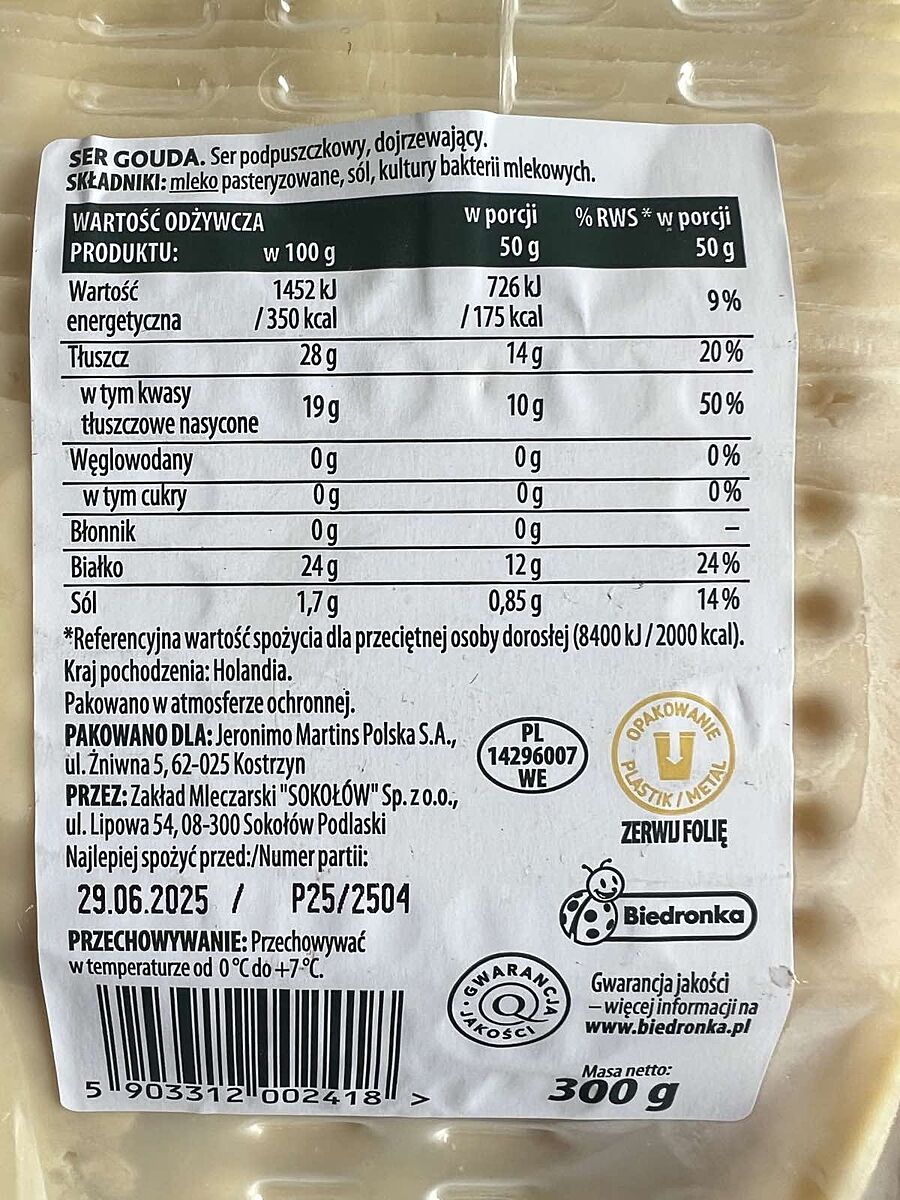 SER GOUDA. Ser podpuszczkowy, dojrzewający.
SKŁADNIKI: mleko pasteryzowane, sól, kultury bakterii mlekowych.
WARTOŚĆ ODŻYWCZA PRODUKTU: w 100 g w porcji 50 g % RWS* w porcji 50 g
Wartość energetyczna 1452 kJ / 350 kcal 726 kJ / 175 kcal 9%
Tłuszcz 28 g 14 g 20%
w tym kwasy tłuszczowe nasycone 19 g 10 g 50%
Węglowodany 0 g 0 g 0%
w tym cukry 0 g 0 g 0%
Błonnik 0 g 0 g –
Białko 24 g 12 g 24%
Sól 1,7 g 0,85 g 14%
*Referencyjna wartość spożycia dla przeciętnej osoby dorosłej (8400 kJ / 2000 kcal).
Kraj pochodzenia: Holandia.
Pakowano w atmosferze ochronnej.
PAKOWANO DLA: Jeronimo Martins Polska S.A.,
ul. Żniwna 5, 62-025 Kostrzyn
PRZEZ: Zakład Mleczarski "SOKOŁÓW" Sp. z o.o.,
ul. Lipowa 54, 08-300 Sokołów Podlaski
PL
14296007
WE
OPAKOWANIE
PLASTIK / METAL
ZERWIJ FOLIĘ
Najlepiej spożyć przed:/Numer partii:
29.06.2025 / P25/2504
Biedronka
PRZECHOWYWANIE: Przechowywać
w temperaturze od 0°C do +7°C.
GWARANCJA
Q
JAKOŚCI
Gwarancja jakości
– więcej informacji na
www.biedronka.pl
Masa netto:
300 g
5 903312 002418 >